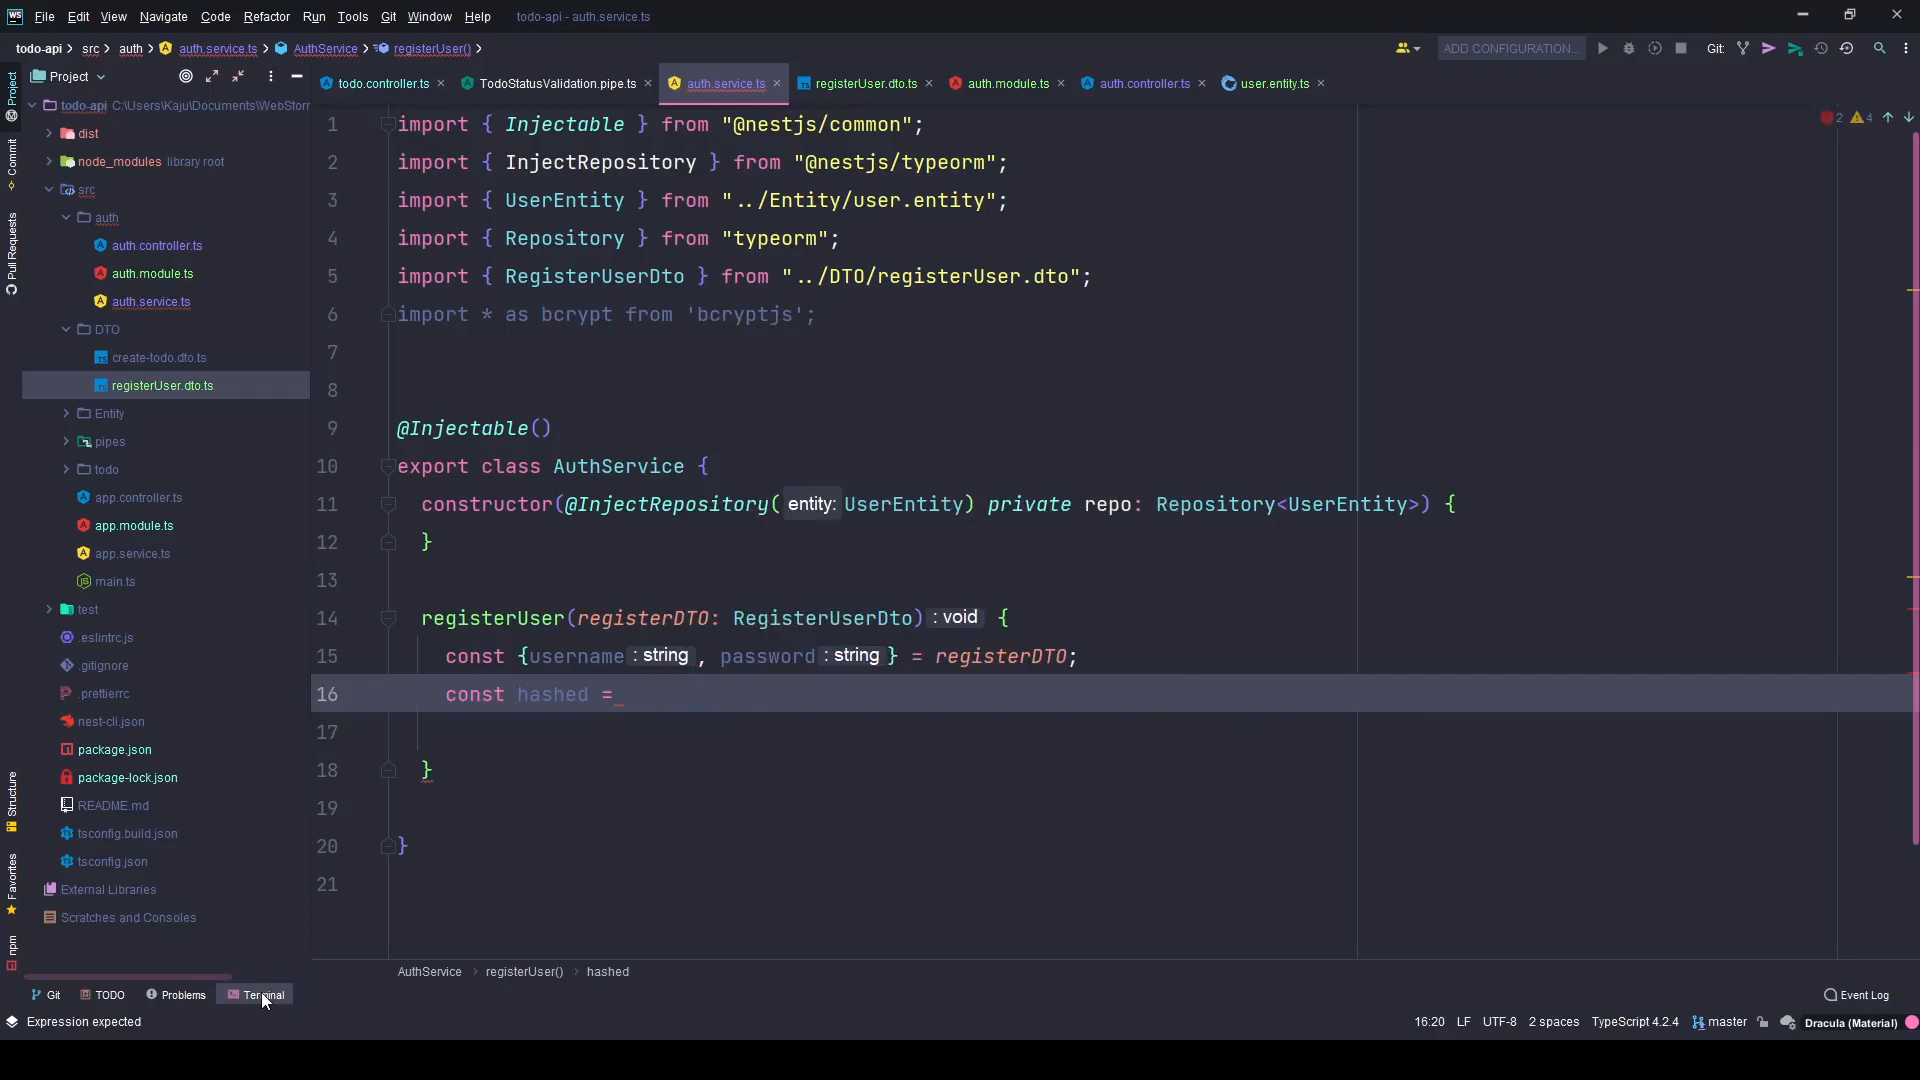 WS File Edit View Navigate Code Refactor Run Tools Git Window Help todo-api - auth.service.ts
todo-api src auth auth.service.ts AuthService registerUser()
ADD CONFIGURATION... Git:
Project
todo.controller.ts TodoStatusValidation.pipe.ts auth.service.ts registerUser.dto.ts auth.module.ts auth.controller.ts user.entity.ts
Project
Commit
Pull Requests
Structure
Favorites
npm
todo-api C:\Users\Kaju\Documents\WebStorm
dist
node_modules library root
src
auth
auth.controller.ts
auth.module.ts
auth.service.ts
DTO
create-todo.dto.ts
registerUser.dto.ts
Entity
pipes
todo
app.controller.ts
app.module.ts
app.service.ts
main.ts
test
.eslintrc.js
.gitignore
.prettierrc
nest-cli.json
package.json
package-lock.json
README.md
tsconfig.build.json
tsconfig.json
External Libraries
Scratches and Consoles
2 4
1 import { Injectable } from "@nestjs/common";
2 import { InjectRepository } from "@nestjs/typeorm";
3 import { UserEntity } from "../Entity/user.entity";
4 import { Repository } from "typeorm";
5 import { RegisterUserDto } from "../DTO/registerUser.dto";
6 import * as bcrypt from 'bcryptjs';
7
8
9 @Injectable()
10 export class AuthService {
11 constructor(@InjectRepository( entity: UserEntity) private repo: Repository<UserEntity>) {
12 }
13
14 registerUser(registerDTO: RegisterUserDto) : void {
15 const {username : string , password : string } = registerDTO;
16 const hashed =
17
18 }
19
20 }
21
AuthService registerUser() hashed
Git TODO Problems Terminal Event Log
Expression expected 16:20 LF UTF-8 2 spaces TypeScript 4.2.4 master Dracula (Material)